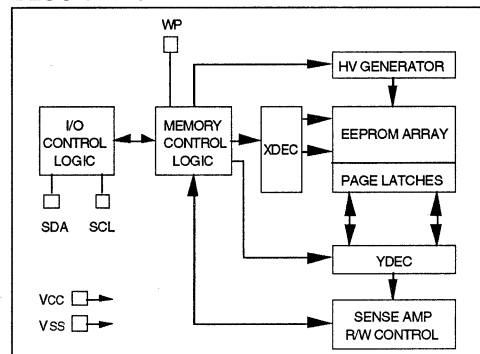 WP
HV GENERATOR
I/O
CONTROL
LOGIC
MEMORY
CONTROL
LOGIC
XDEC
EEPROM ARRAY
PAGE LATCHES
SDA
SCL
YDEC
VCC
VSS
SENSE AMP
R/W CONTROL